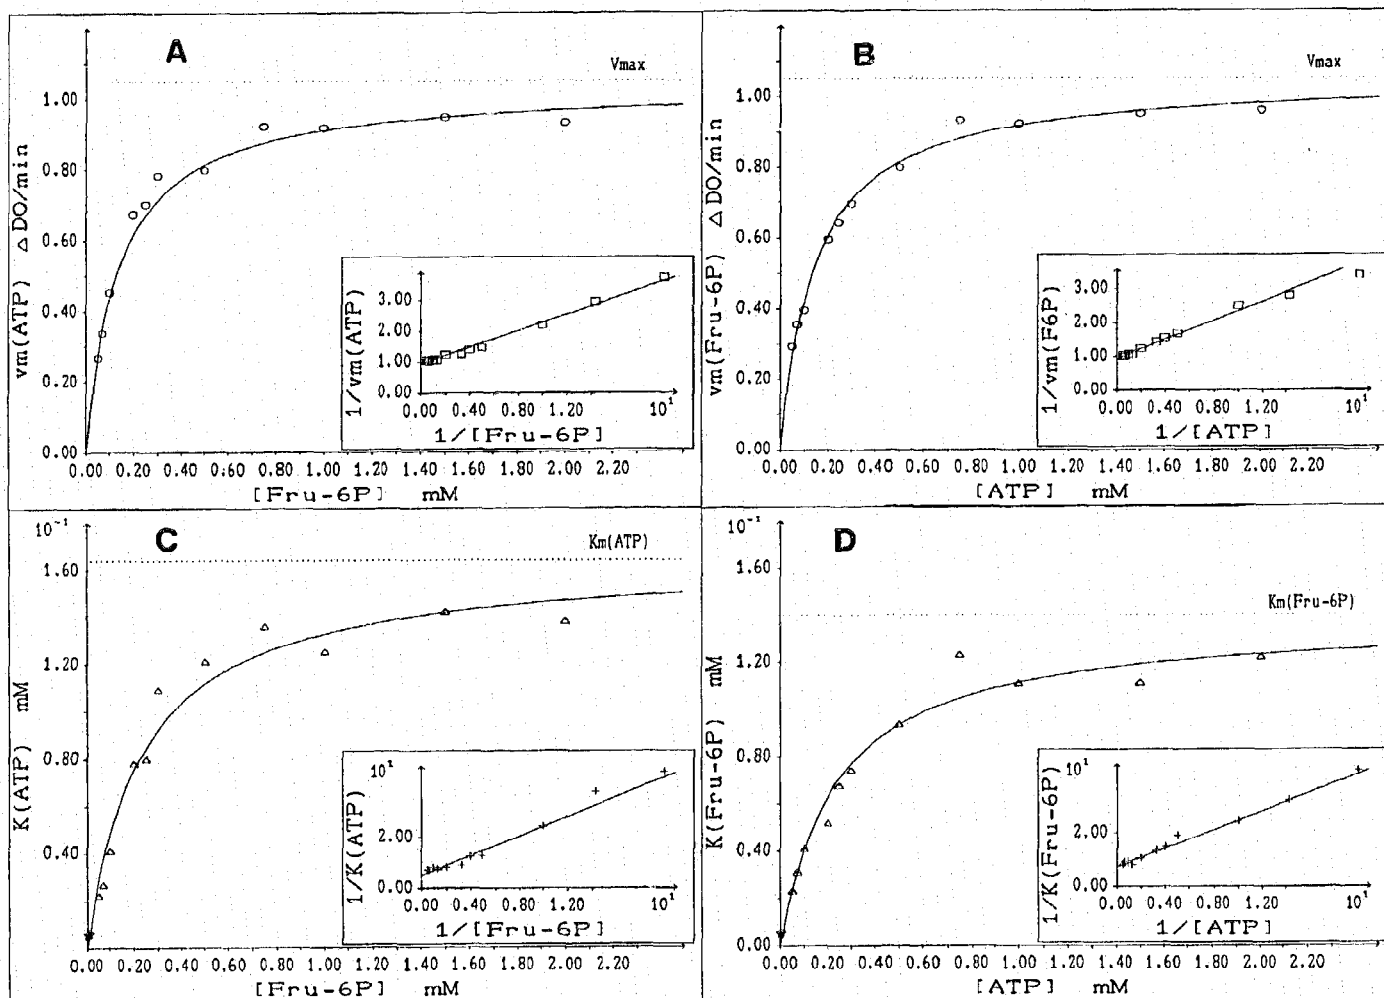 A
Vmax
vm(ATP) ΔDO/min
1.00
0.80
0.60
0.40
0.20
0.00
0.00 0.20 0.40 0.60 0.80 1.00 1.20 1.40 1.60 1.80 2.00 2.20
[Fru-6P] mM
1/vm(ATP)
3.00
2.00
1.00
0.00
0.00 0.40 0.80 1.20 10¹
1/[Fru-6P]
B
Vmax
vm(Fru-6P) ΔDO/min
1.00
0.80
0.60
0.40
0.20
0.00
0.00 0.20 0.40 0.60 0.80 1.00 1.20 1.40 1.60 1.80 2.00 2.20
[ATP] mM
1/vm(F6P)
3.00
2.00
1.00
0.00
0.00 0.40 0.80 1.20 10¹
1/[ATP]
C
10⁻¹
Km(ATP)
K(ATP) mM
1.60
1.20
0.80
0.40
0.00 0.20 0.40 0.60 0.80 1.00 1.20 1.40 1.60 1.80 2.00 2.20
[Fru-6P] mM
1/K(ATP)
10¹
2.00
0.00
0.00 0.40 0.80 1.20 10¹
1/[Fru-6P]
D
10⁻¹
Km(Fru-6P)
K(Fru-6P) mM
1.60
1.20
0.80
0.40
0.00
0.00 0.20 0.40 0.60 0.80 1.00 1.20 1.40 1.60 1.80 2.00 2.20
[ATP] mM
1/K(Fru-6P)
10¹
2.00
0.00
0.00 0.40 0.80 1.20 10¹
1/[ATP]